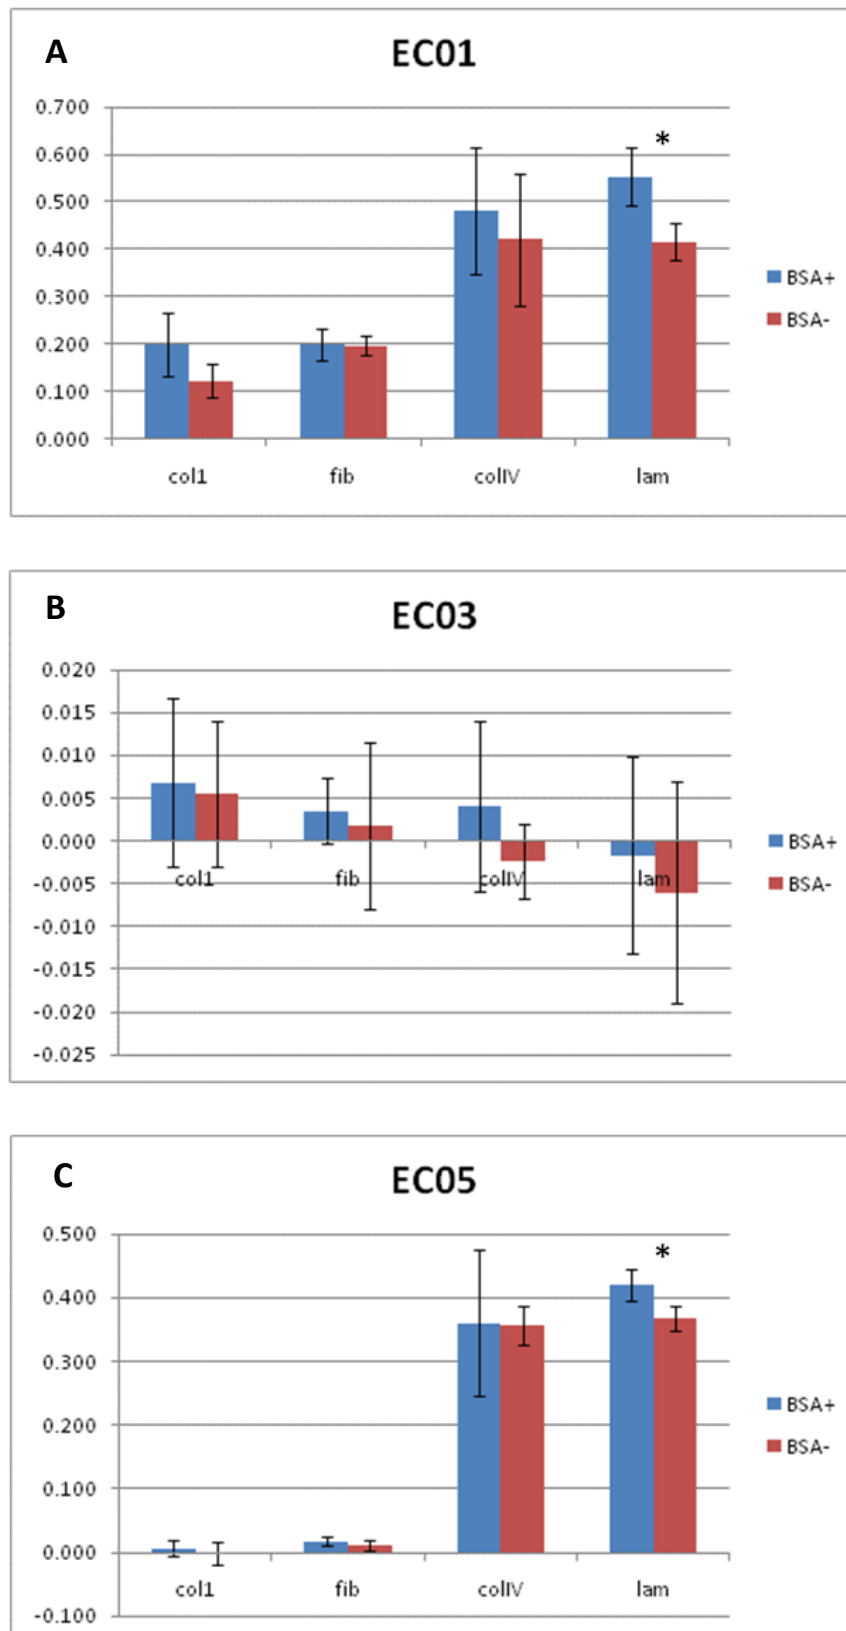 A
EC01
0.700
0.600
*
0.500
0.400
0.300
0.200
0.100
0.000
BSA+
BSA-
col1 fib colIV lam
B
EC03
0.020
0.015
0.010
0.005
0.000
-0.005
-0.010
-0.015
-0.020
-0.025
BSA+
BSA-
col1 fib colIV lam
C
EC05
0.500
*
0.400
0.300
0.200
0.100
0.000
-0.100
BSA+
BSA-
col1 fib colIV lam